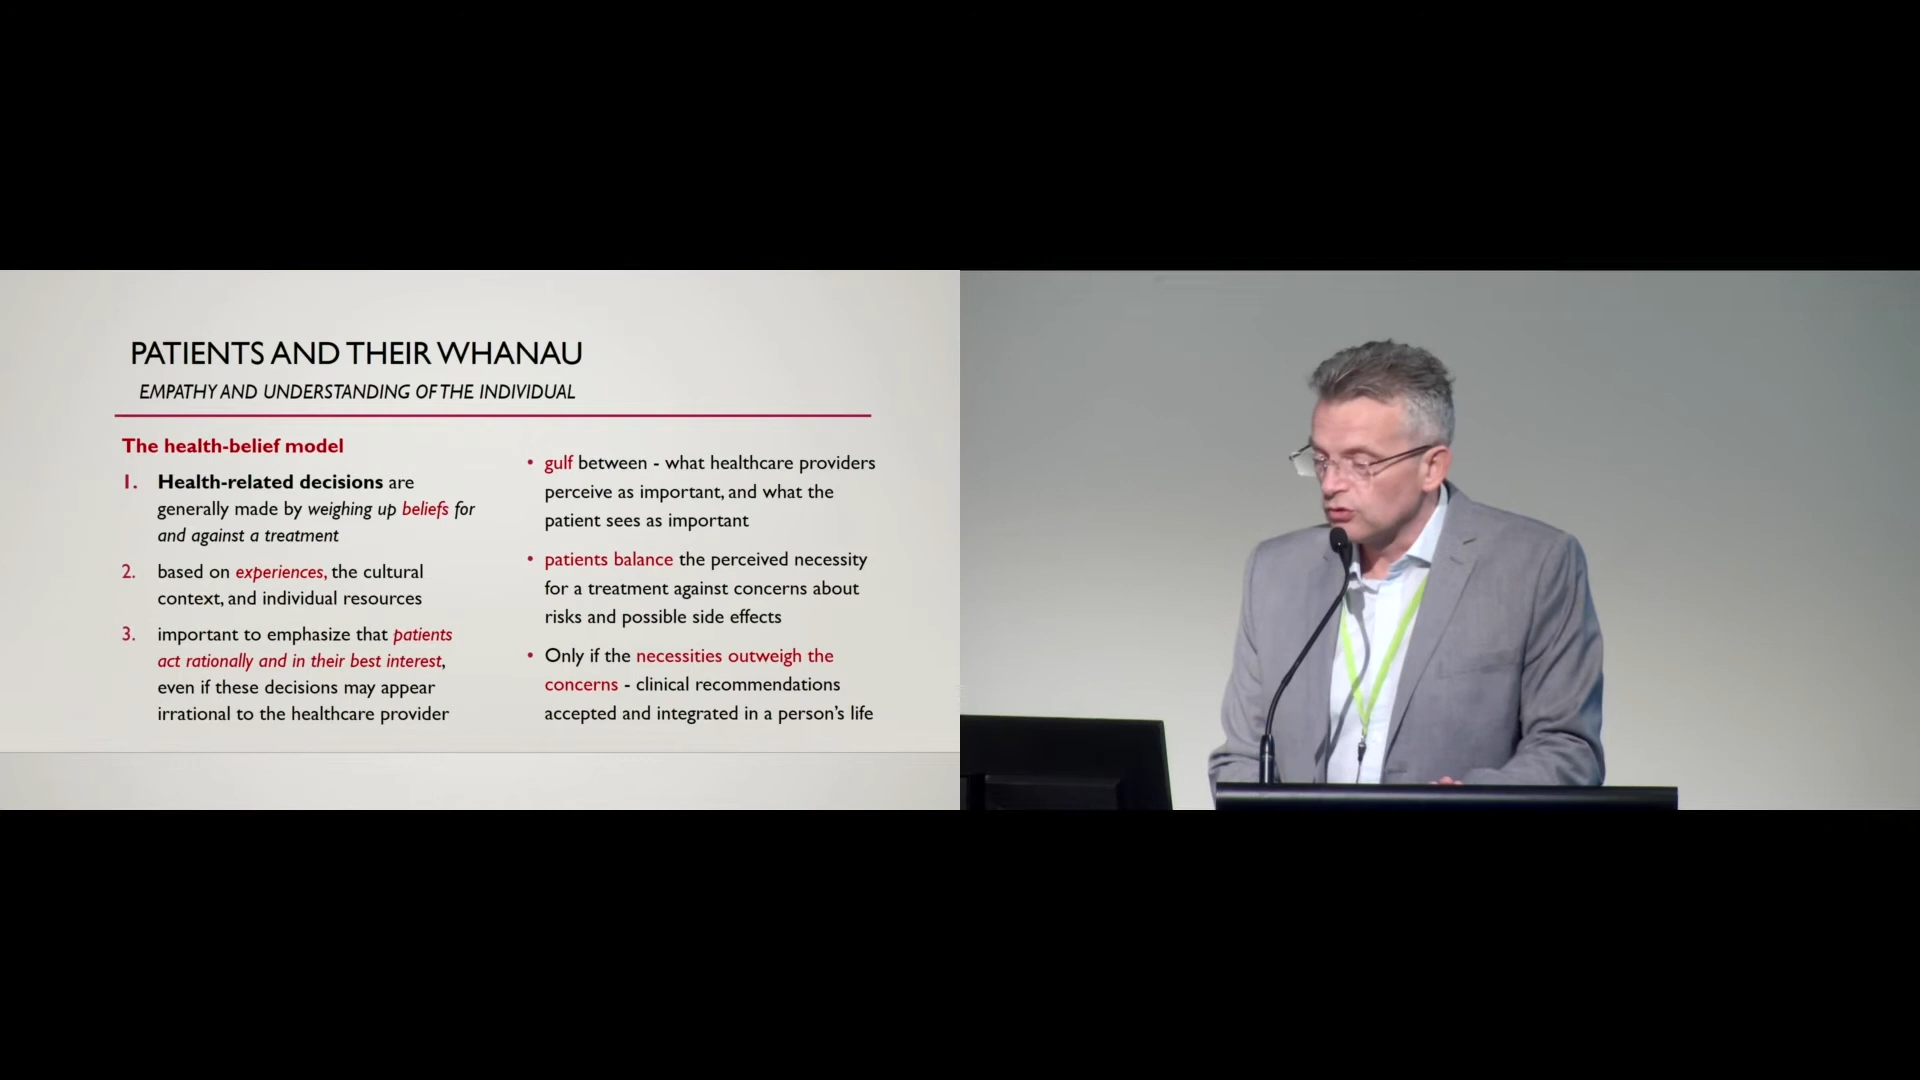 PATIENTS AND THEIR WHANAU
EMPATHY AND UNDERSTANDING OF THE INDIVIDUAL
The health-belief model
1. Health-related decisions are
generally made by weighing up beliefs for
and against a treatment
2. based on experiences, the cultural
context, and individual resources
3. important to emphasize that patients
act rationally and in their best interest,
even if these decisions may appear
irrational to the healthcare provider
• gulf between - what healthcare providers
perceive as important, and what the
patient sees as important
• patients balance the perceived necessity
for a treatment against concerns about
risks and possible side effects
• Only if the necessities outweigh the
concerns - clinical recommendations
accepted and integrated in a person's life